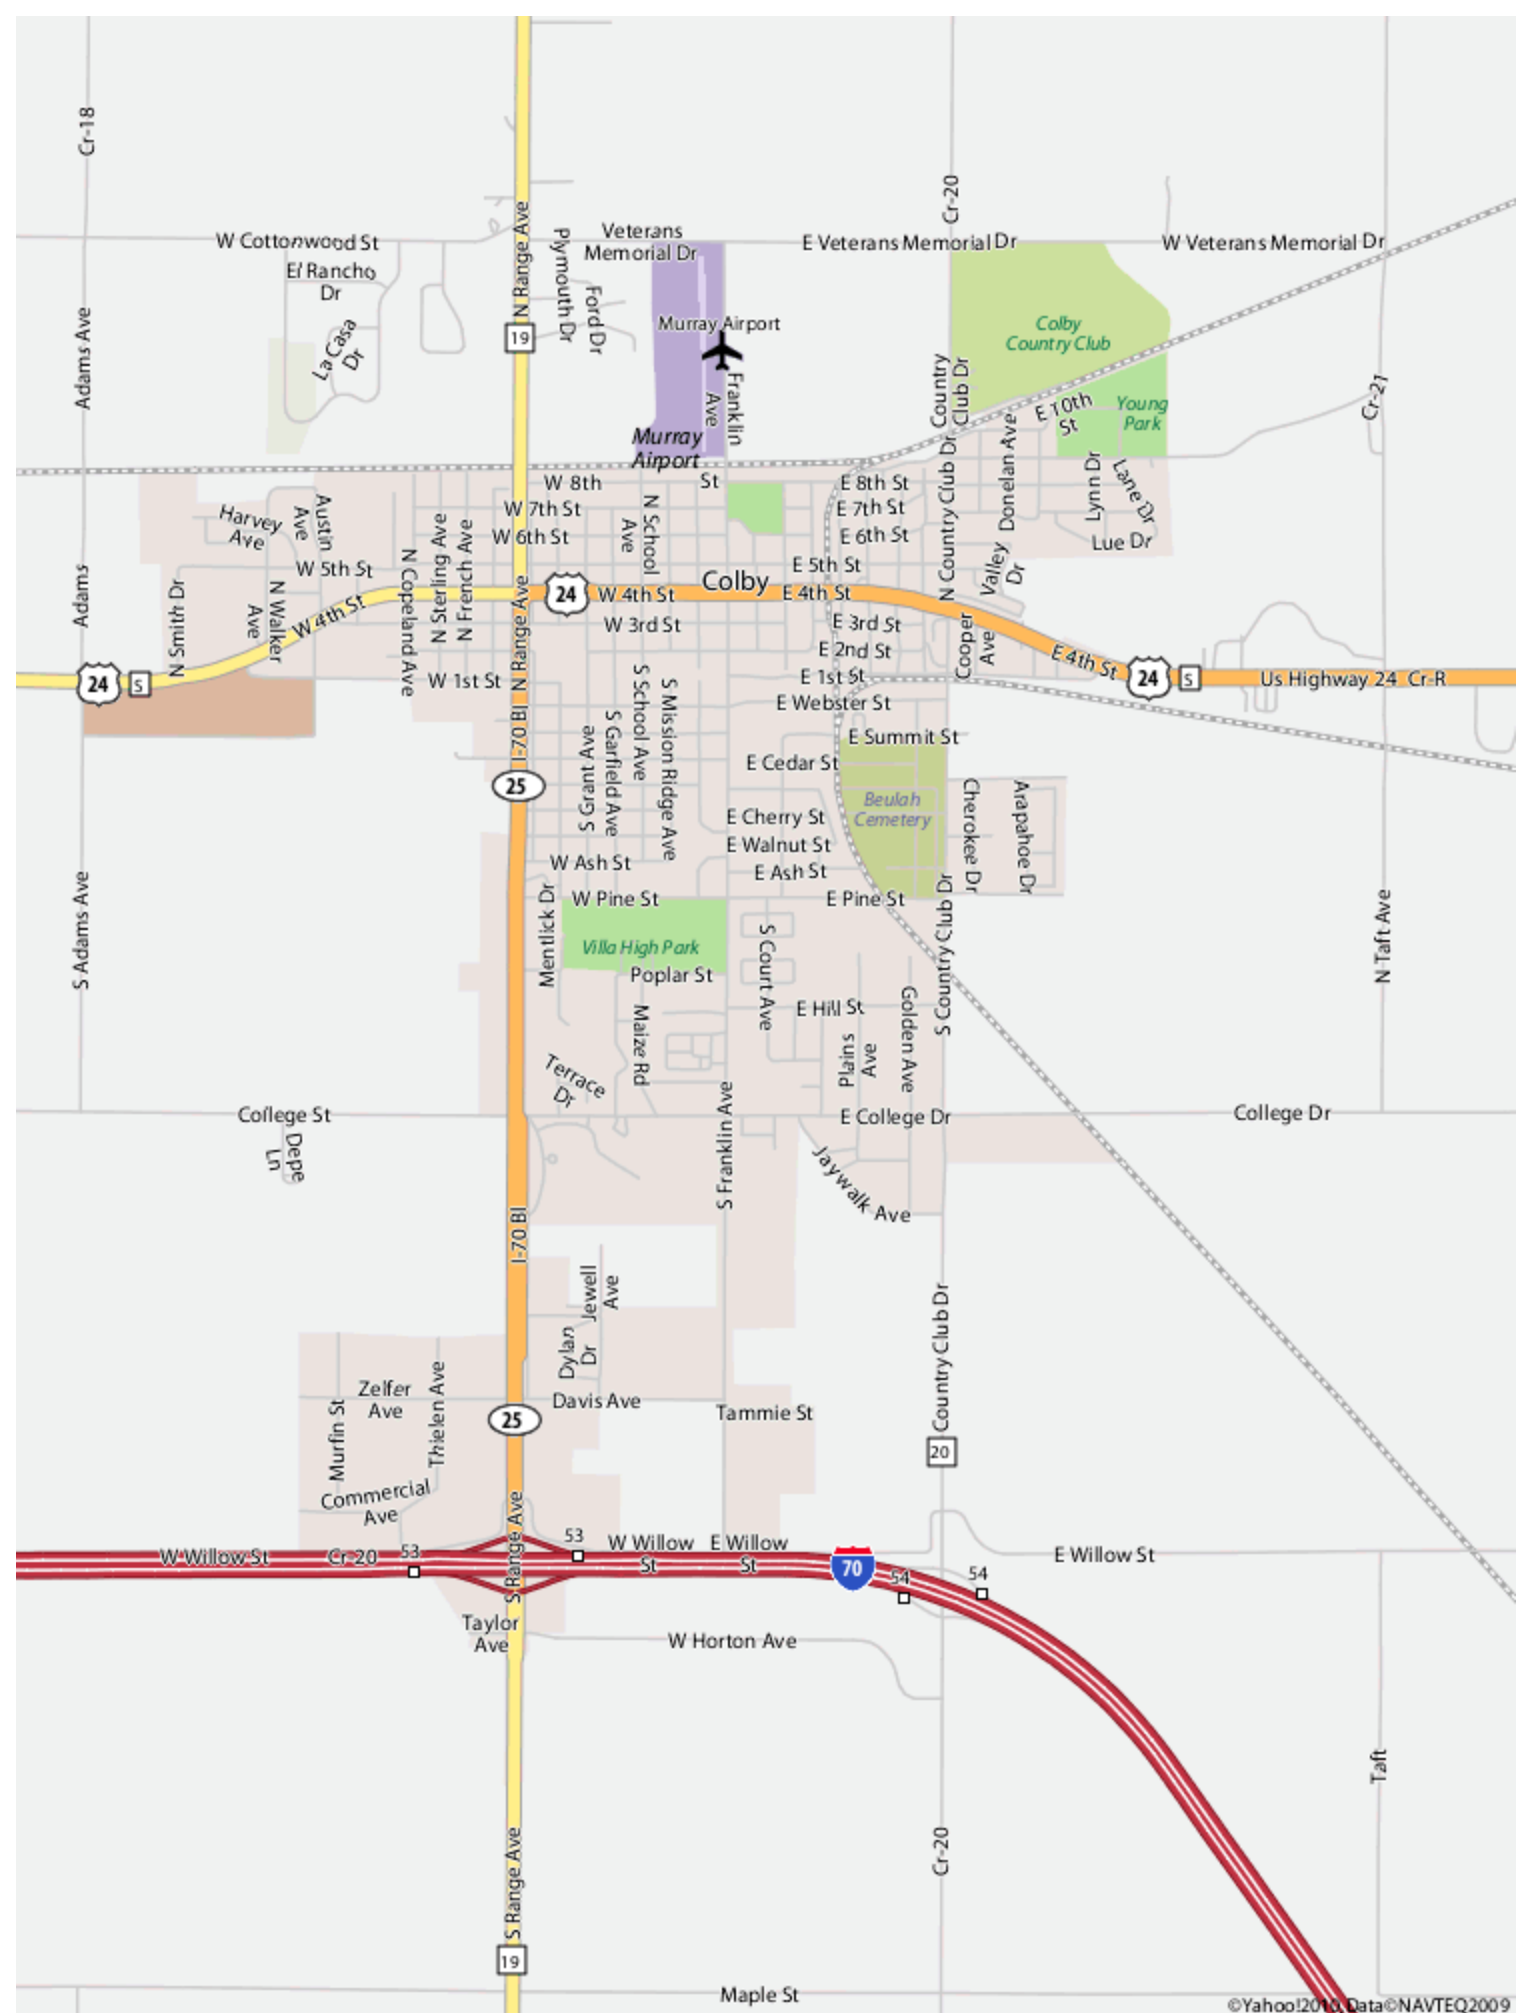 Cr-18
Cr-20
W Cottonwood St
N Range Ave
Veterans
Memorial Dr
E Veterans Memorial Dr
W Veterans Memorial Dr
El Rancho
Dr
Plymouth Dr
Ford Dr
Adams Ave
La Casa
Dr
19
Murray Airport
Colby
Country Club
Country
Club Dr
Franklin
Ave
Cr-21
E 10th
St
Young
Park
Murray
Airport
W 8th
St
E 8th St
N Country Club Dr
Donelan Ave
Lynn Dr
Lane Dr
Harvey
Ave
Austin
Ave
W 7th St
E 7th St
W 6th St
N School
Ave
E 6th St
Lue Dr
W 5th St
E 5th St
Valley
Dr
Adams
N Smith Dr
N Walker
Ave
W 4th St
N Copeland Ave
N Sterling Ave
N French Ave
N Range Ave
24
W 4th St
Colby
E 4th St
W 3rd St
E 3rd St
Cooper
Ave
E 2nd St
E 4th St
24
5
W 1st St
E 1st St
24
5
Us Highway 24 Cr-R
E Webster St
I-70 Bl
S Grant Ave
S Garfield Ave
S School Ave
S Mission Ridge Ave
E Summit St
E Cedar St
25
Beulah
Cemetery
Cherokee Dr
Arapahoe Dr
E Cherry St
E Walnut St
W Ash St
E Ash St
S Adams Ave
Mentlick Dr
W Pine St
E Pine St
S Country Club Dr
N Taft Ave
Villa High Park
Poplar St
S Court Ave
E Hill St
Golden Ave
Maize Rd
Plains
Ave
Terrace
Dr
College St
S Franklin Ave
E College Dr
College Dr
Depe
Ln
Jaywalk Ave
I-70 Bl
Jewell
Ave
Dylan
Dr
Country Club Dr
Zelfer
Ave
Thielen Ave
Davis Ave
Murfin St
25
Tammie St
20
Commercial
Ave
S Range Ave
W Willow St
Cr-20
53
53
W Willow
St
E Willow
St
70
54
54
E Willow St
Taylor
Ave
W Horton Ave
Taft
S Range Ave
Cr-20
19
Maple St
©Yahoo!2010, Data©NAVTEQ2009